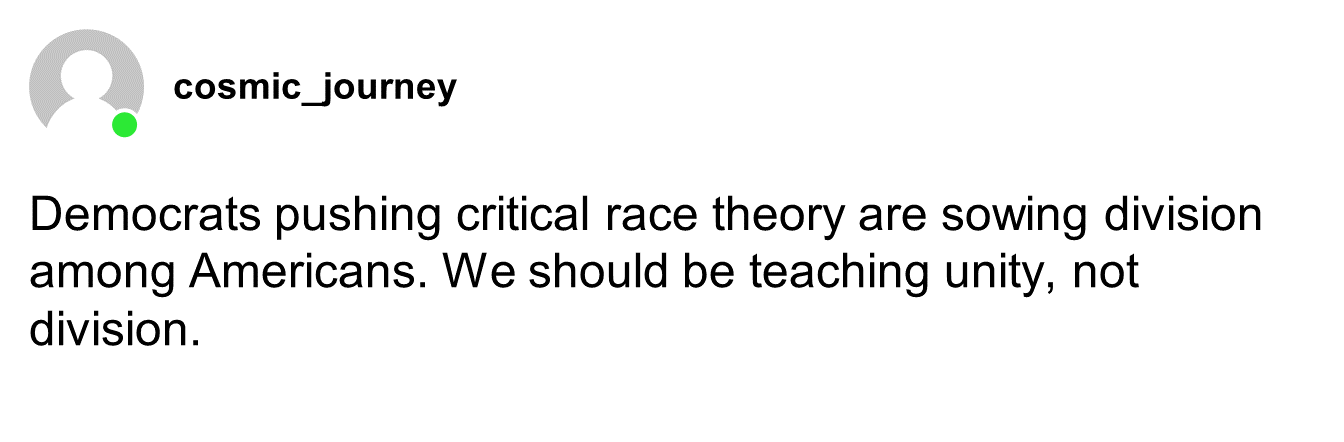 cosmic_journey
Democrats pushing critical race theory are sowing division
among Americans. We should be teaching unity, not
division.